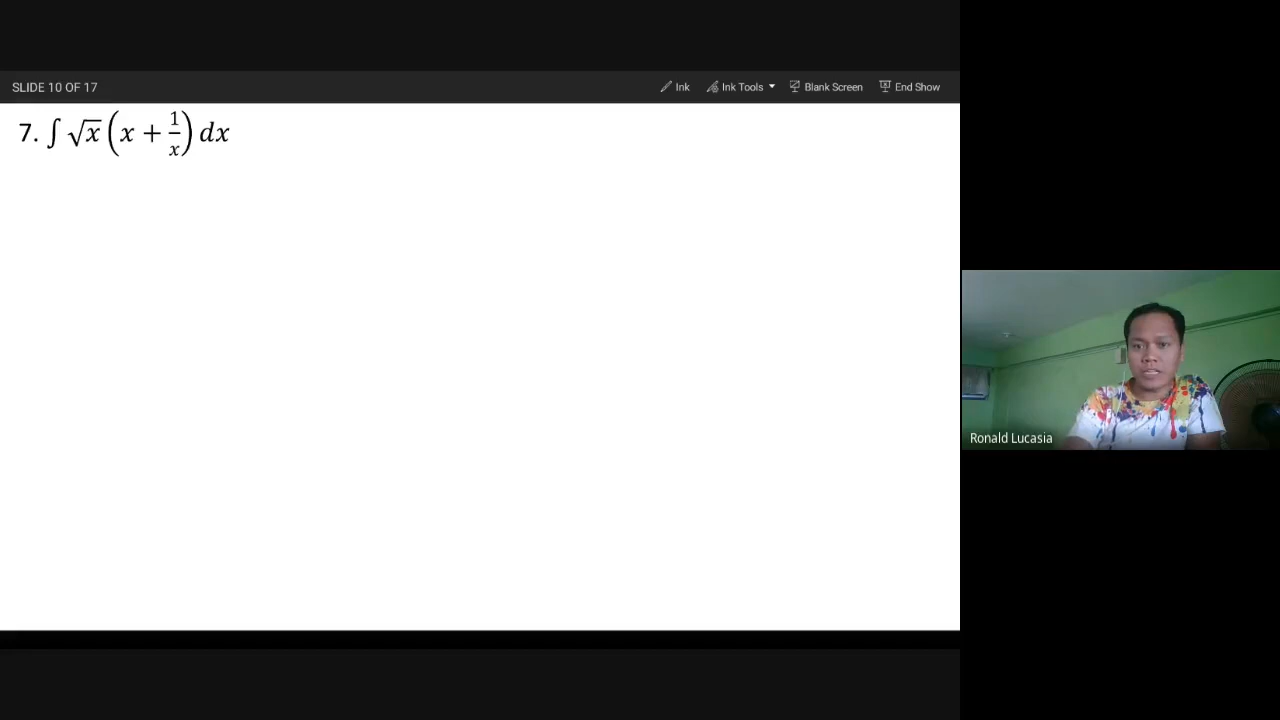 SLIDE 10 OF 17
Ink
Ink Tools
Blank Screen
End Show
7. ∫ √x (x + 1/x) dx
Ronald Lucasia